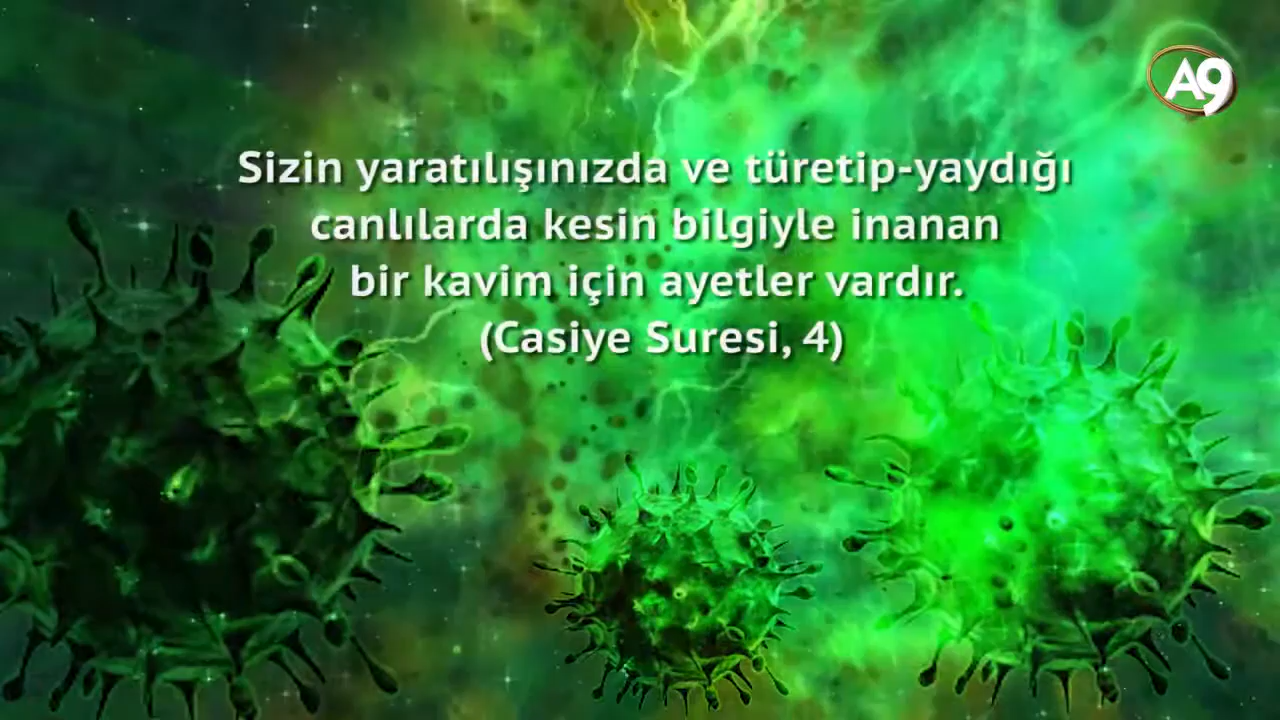 A9
Sizin yaratılışınızda ve türetip-yaydığı
canlılarda kesin bilgiyle inanan
bir kavim için ayetler vardır.
(Casiye Suresi, 4)